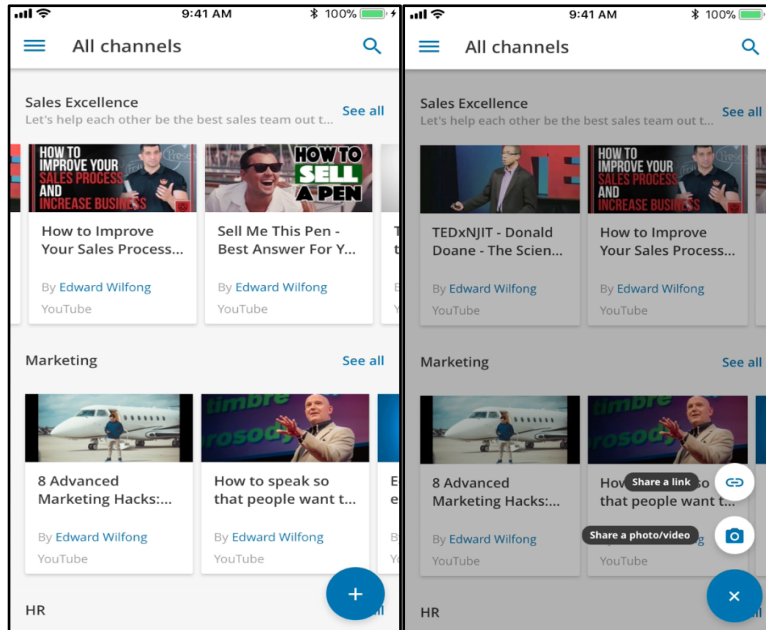 9:41 AM
100%
All channels
Sales Excellence
Let's help each other be the best sales team out t...
See all
HOW TO
IMPROVE YOUR
SALES PROCESS
AND
INCREASE BUSINESS
HOW TO
SELL
A PEN
How to Improve
Your Sales Process...
By Edward Wilfong
YouTube
Sell Me This Pen -
Best Answer For Y...
By Edward Wilfong
YouTube
Marketing
See all
timbre
prosody
8 Advanced
Marketing Hacks:...
By Edward Wilfong
YouTube
How to speak so
that people want t...
By Edward Wilfong
YouTube
HR
9:41 AM
100%
All channels
Sales Excellence
Let's help each other be the best sales team out t...
See all
HOW TO
IMPROVE YOUR
SALES PROCESS
AND
INCREASE BUSINESS
TEDxNJIT - Donald
Doane - The Scien...
By Edward Wilfong
YouTube
How to Improve
Your Sales Process...
By Edward Wilfong
YouTube
Marketing
See all
timbre
rosody
8 Advanced
Marketing Hacks:...
By Edward Wilfong
YouTube
How so
that people want t...
YouTube
Share a link
Share a photo/video
HR